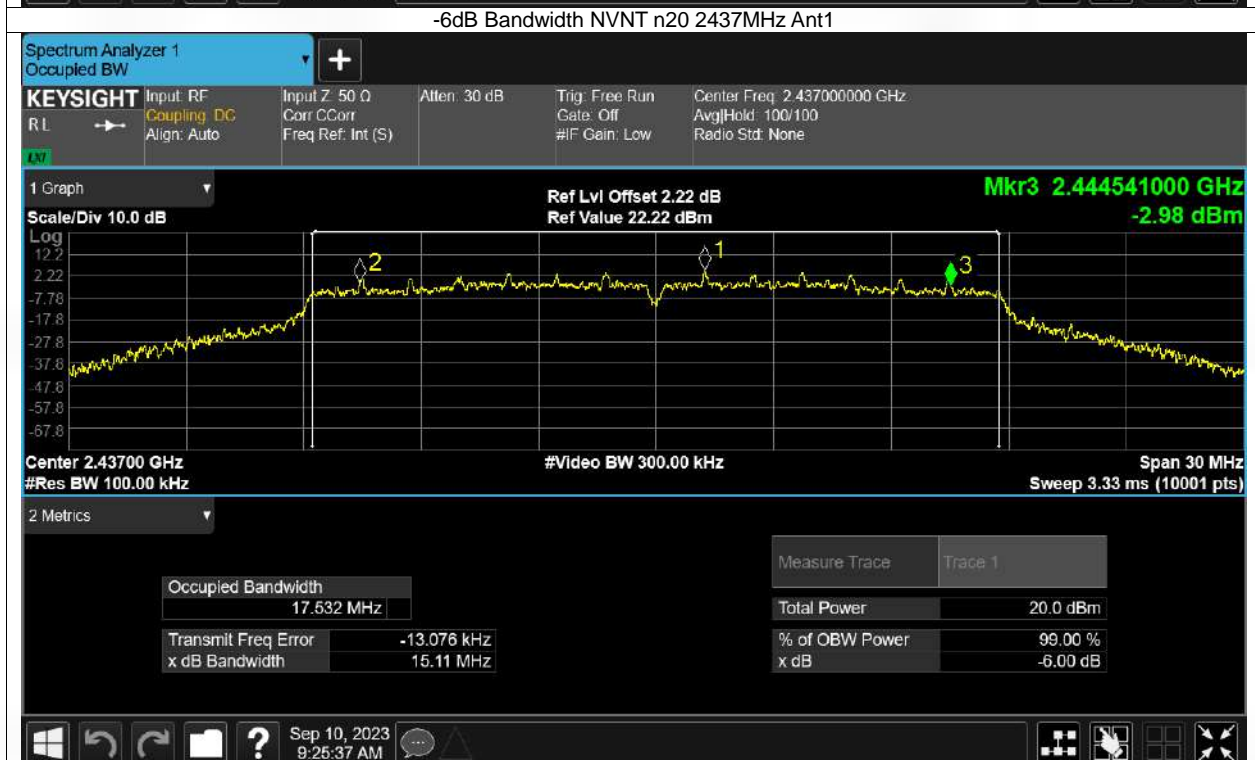 -6dB Bandwidth NVNT n20 2437MHz Ant1
Spectrum Analyzer 1
Occupied BW
+
KEYSIGHT
RL
LXI
Input: RF
Coupling: DC
Align: Auto
Input Z: 50 Ω
Corr CCorr
Freq Ref: Int (S)
Atten: 30 dB
Trig: Free Run
Gate: Off
#IF Gain: Low
Center Freq: 2.437000000 GHz
Avg|Hold: 100/100
Radio Std: None
1 Graph
Scale/Div 10.0 dB
Ref Lvl Offset 2.22 dB
Ref Value 22.22 dBm
Mkr3 2.444541000 GHz
-2.98 dBm
Log
12.2
2.22
-7.78
-17.8
-27.8
-37.8
-47.8
-57.8
-67.8
2
1
3
Center 2.43700 GHz
#Res BW 100.00 kHz
#Video BW 300.00 kHz
Span 30 MHz
Sweep 3.33 ms (10001 pts)
2 Metrics
Measure Trace Trace 1
Occupied Bandwidth
17.532 MHz
Total Power 20.0 dBm
Transmit Freq Error -13.076 kHz
% of OBW Power 99.00 %
x dB Bandwidth 15.11 MHz
x dB -6.00 dB
?
Sep 10, 2023
9:25:37 AM